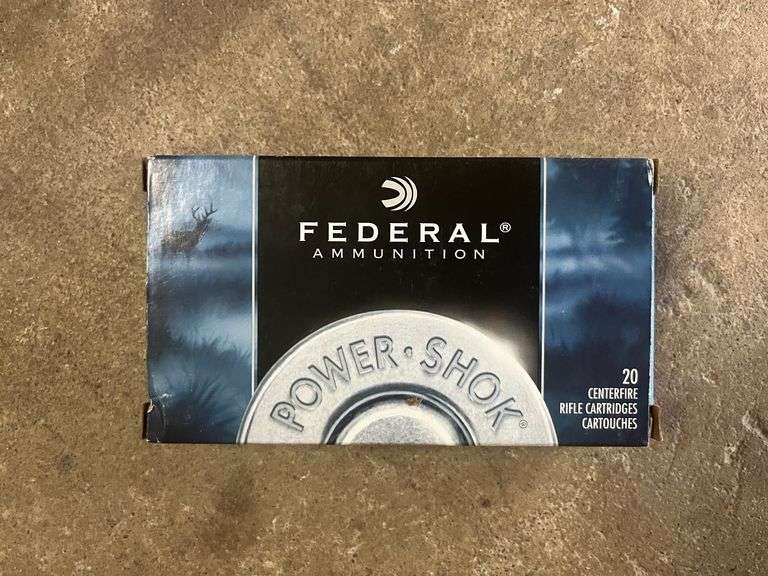 FEDERAL®
AMMUNITION
POWER•SHOK®
20
CENTERFIRE
RIFLE CARTRIDGES
CARTOUCHES